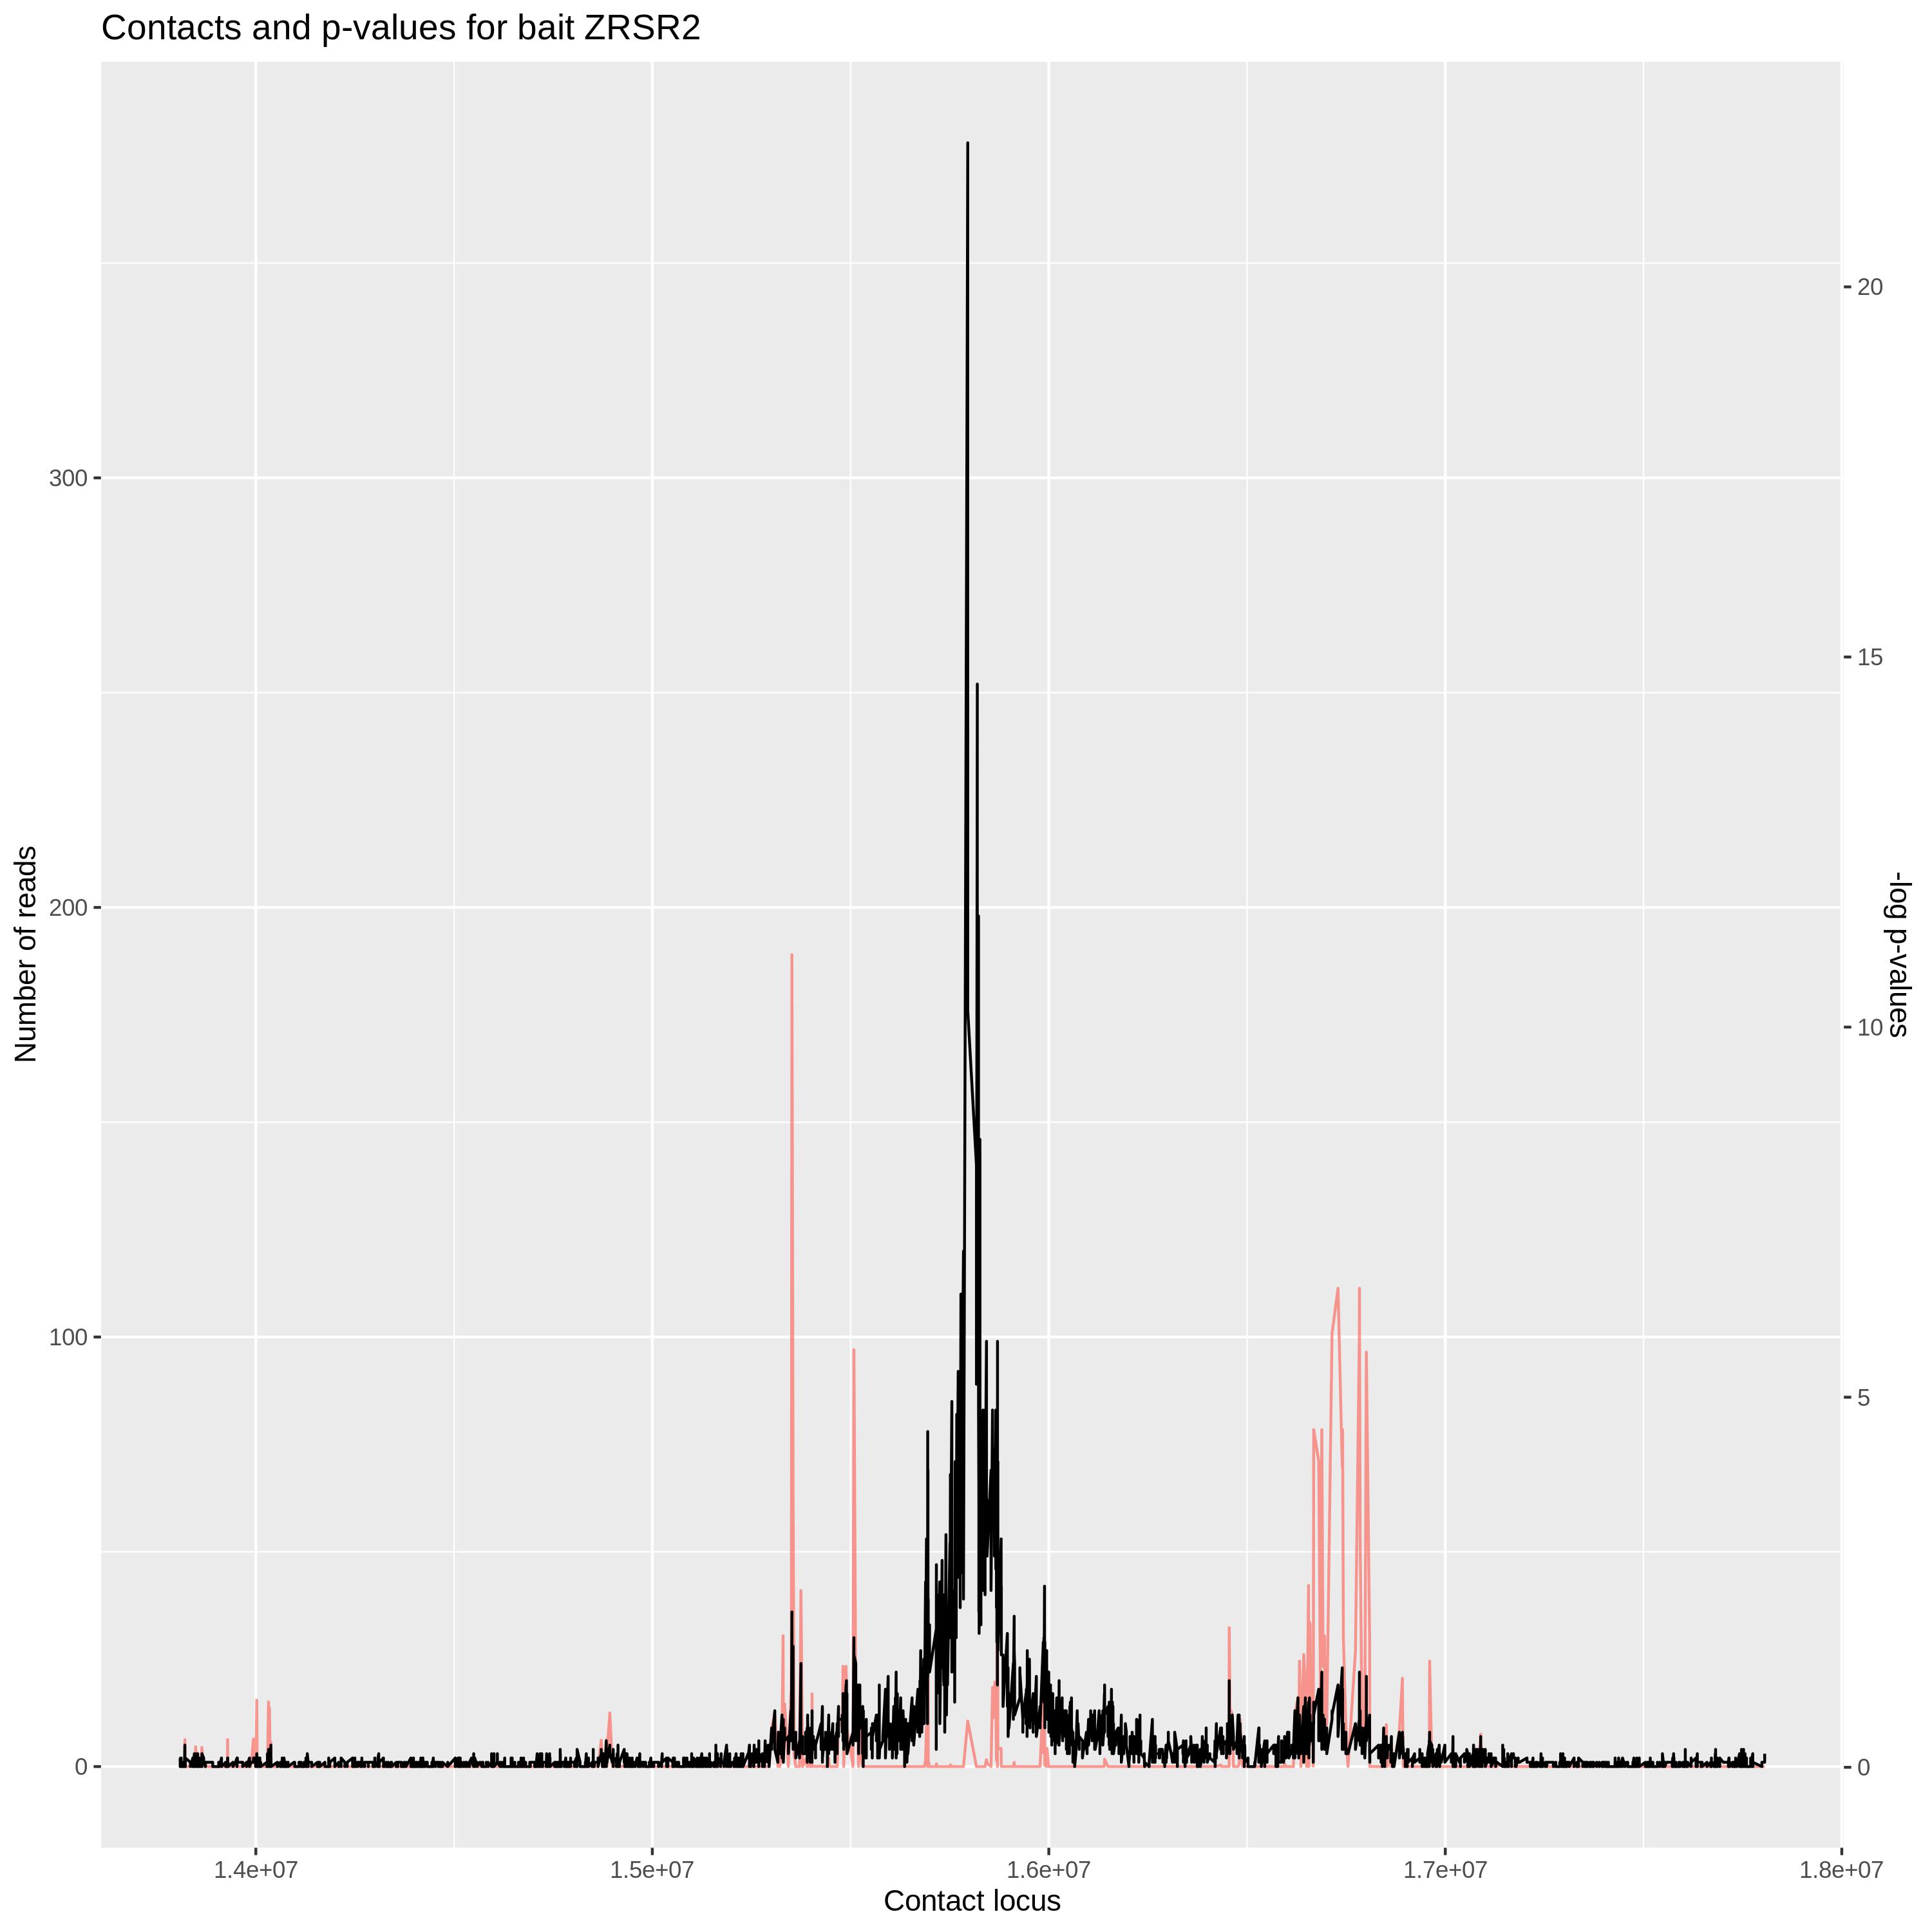 Contacts and p-values for bait ZRSR2
Number of reads
300
200
100
0
20
15
10
5
0
-log p-values
1.4e+07
1.5e+07
1.6e+07
1.7e+07
1.8e+07
Contact locus